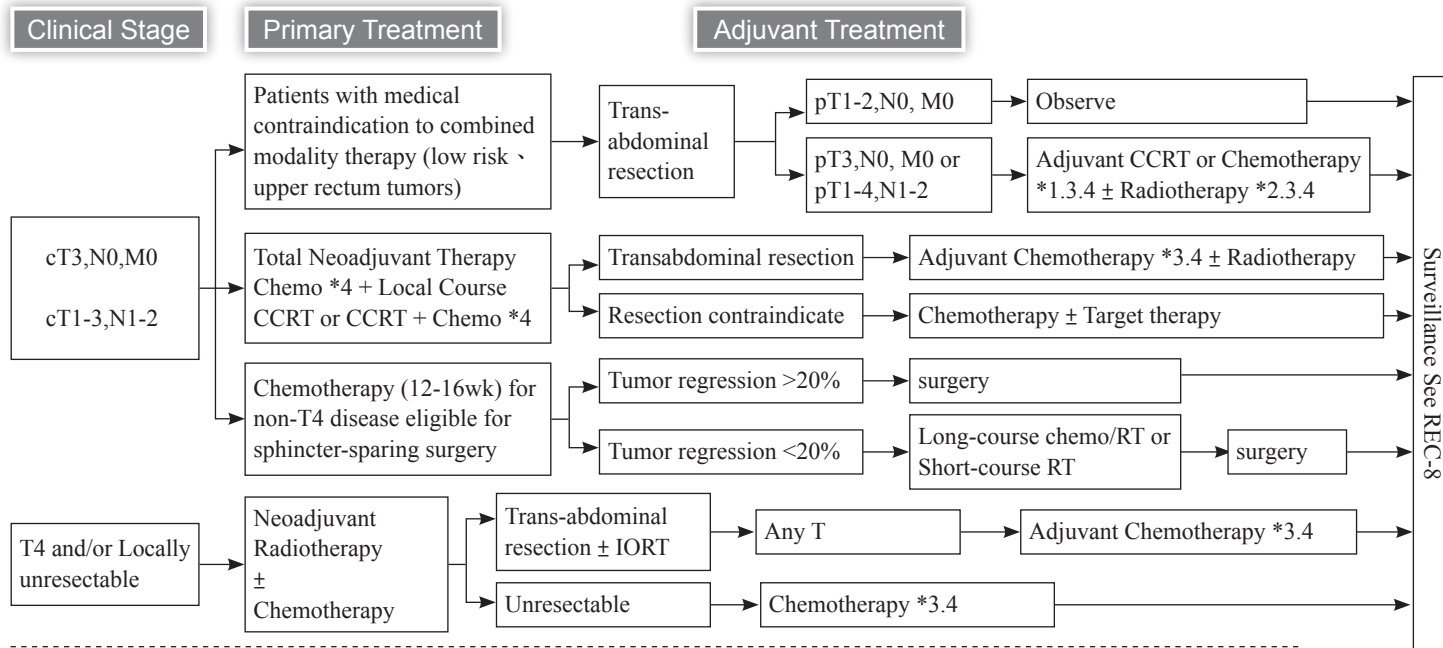 Clinical Stage
Primary Treatment
Adjuvant Treatment
Patients with medical
contraindication to combined
modality therapy (low risk、
upper rectum tumors)
Trans-
abdominal
resection
pT1-2,N0, M0
Observe
pT3,N0, M0 or
pT1-4,N1-2
Adjuvant CCRT or Chemotherapy
*1.3.4 ± Radiotherapy *2.3.4
cT3,N0,M0
cT1-3,N1-2
Total Neoadjuvant Therapy
Chemo *4 + Local Course
CCRT or CCRT + Chemo *4
Transabdominal resection
Adjuvant Chemotherapy *3.4 ± Radiotherapy
Resection contraindicate
Chemotherapy ± Target therapy
Chemotherapy (12-16wk) for
non-T4 disease eligible for
sphincter-sparing surgery
Tumor regression >20%
surgery
Tumor regression <20%
Long-course chemo/RT or
Short-course RT
surgery
T4 and/or Locally
unresectable
Neoadjuvant
Radiotherapy
±
Chemotherapy
Trans-abdominal
resection ± IORT
Any T
Adjuvant Chemotherapy *3.4
Unresectable
Chemotherapy *3.4
Surveillance See REC-8